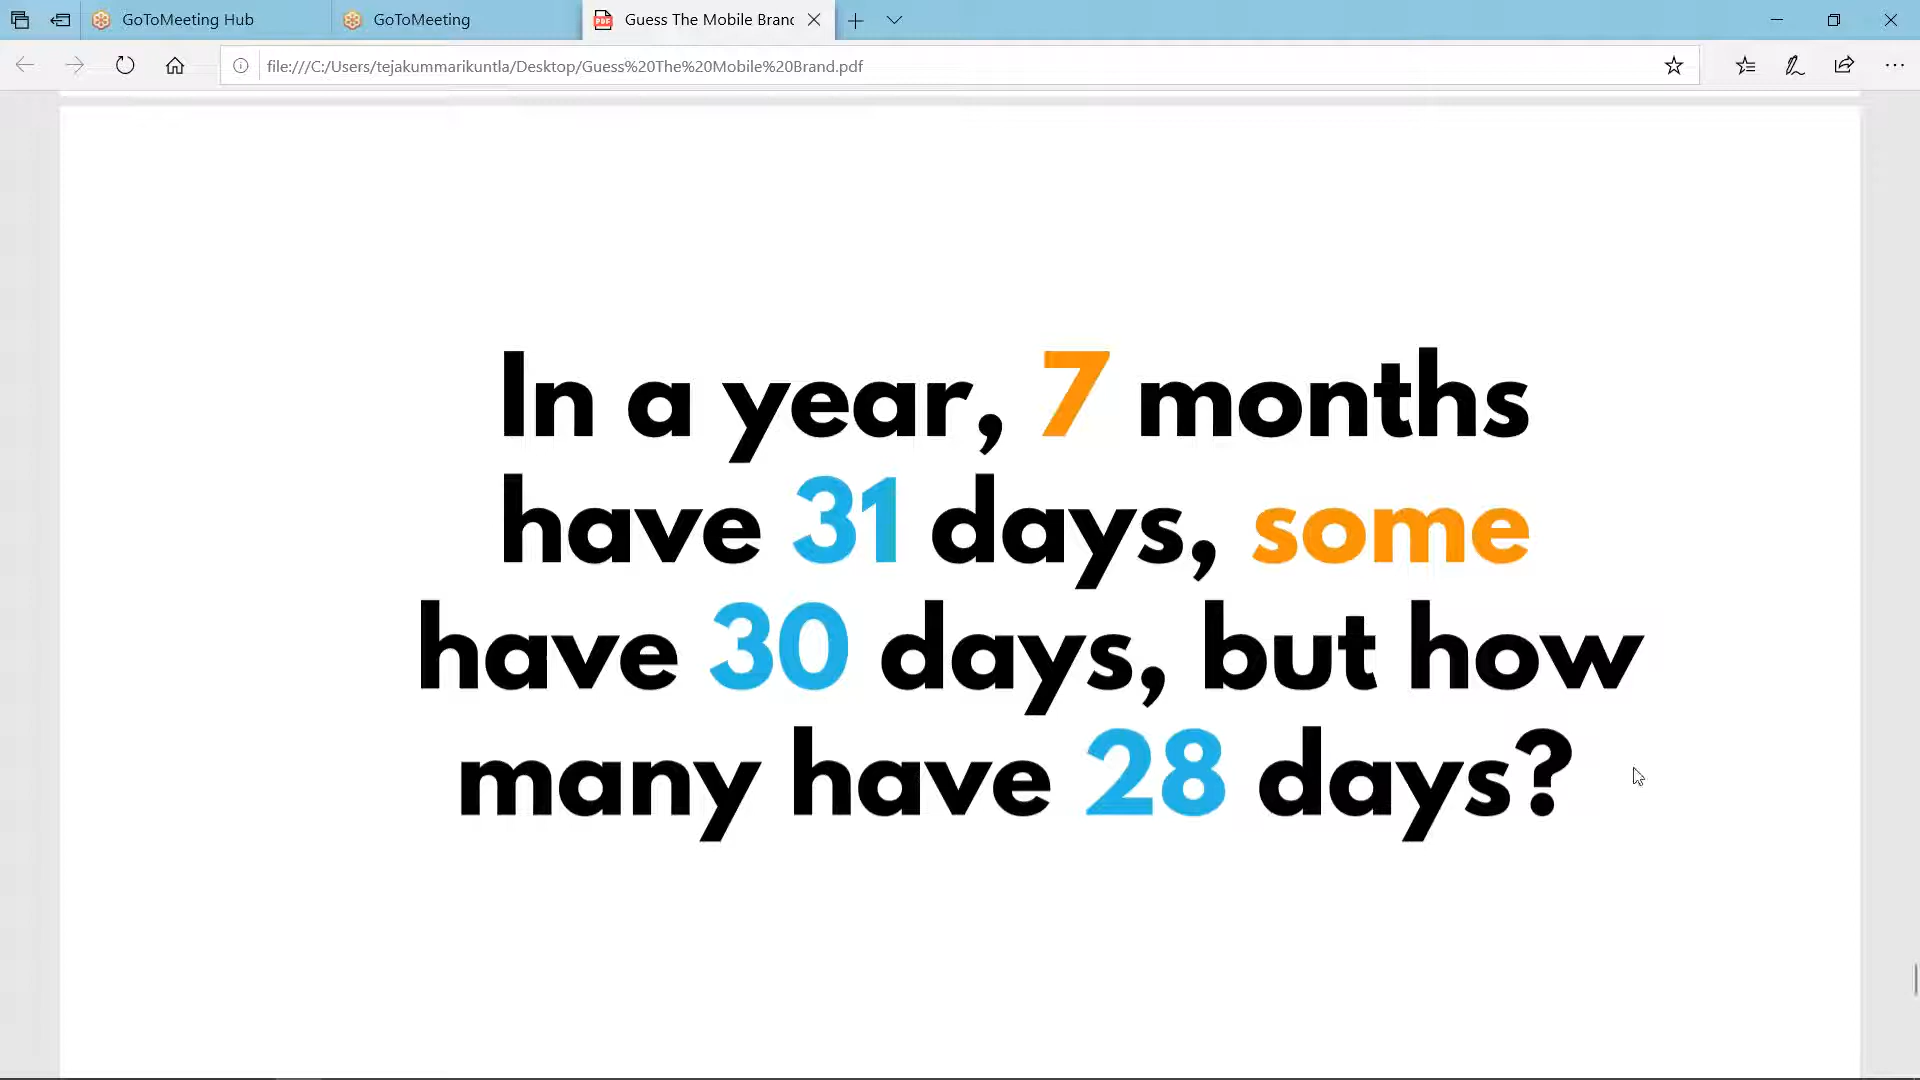 GoToMeeting Hub
GoToMeeting
Guess The Mobile Branc
file:///C:/Users/tejakummarikuntla/Desktop/Guess%20The%20Mobile%20Brand.pdf
In a year, 7 months
have 31 days, some
have 30 days, but how
many have 28 days?